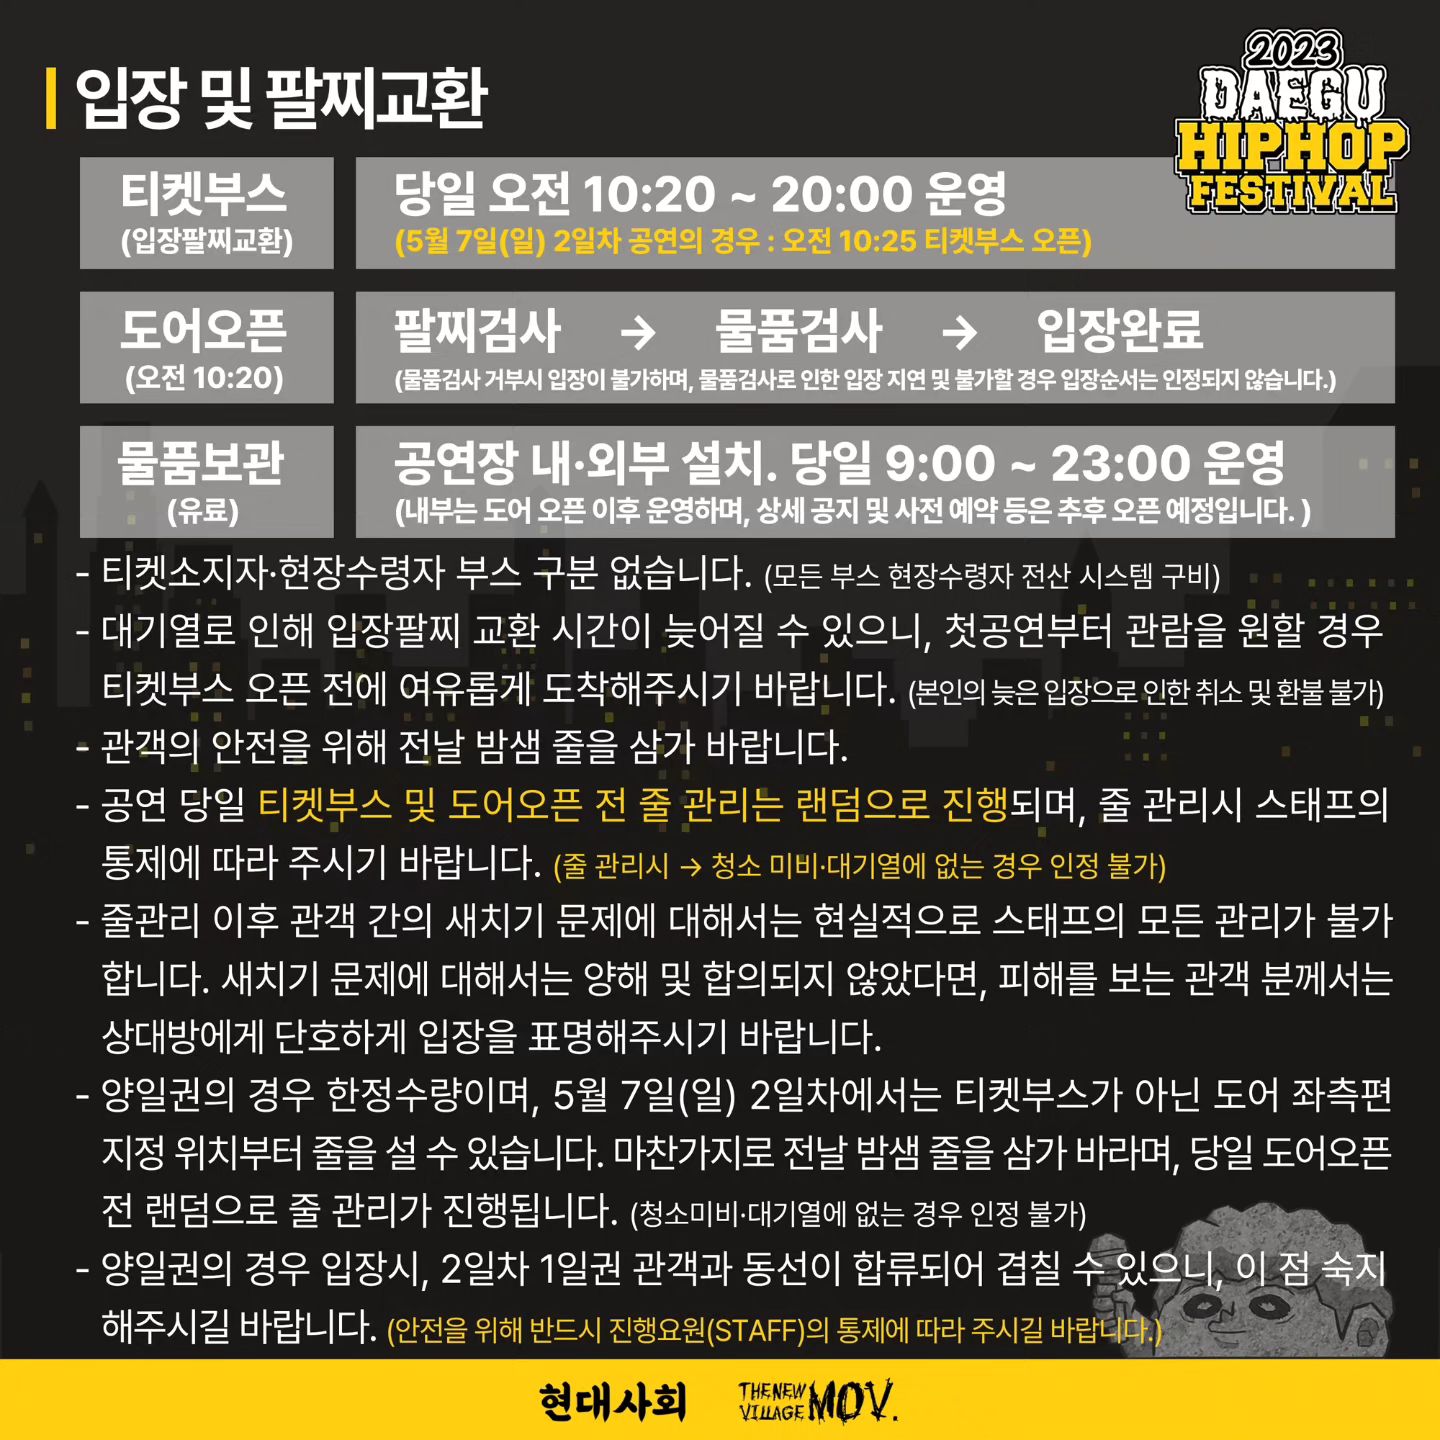 2023
DAEGU
HIPHOP
FESTIVAL
입장 및 팔찌교환
티켓부스
(입장팔찌교환)
당일 오전 10:20 ~ 20:00 운영
(5월 7일(일) 2일차 공연의 경우 : 오전 10:25 티켓부스 오픈)
도어오픈
(오전 10:20)
팔찌검사 → 물품검사 → 입장완료
(물품검사 거부시 입장이 불가하며, 물품검사로 인한 입장 지연 및 불가할 경우 입장순서는 인정되지 않습니다.)
물품보관
(유료)
공연장 내·외부 설치. 당일 9:00 ~ 23:00 운영
(내부는 도어 오픈 이후 운영하며, 상세 공지 및 사전 예약 등은 추후 오픈 예정입니다. )
- 티켓소지자·현장수령자 부스 구분 없습니다. (모든 부스 현장수령자 전산 시스템 구비)
- 대기열로 인해 입장팔찌 교환 시간이 늦어질 수 있으니, 첫공연부터 관람을 원할 경우
티켓부스 오픈 전에 여유롭게 도착해주시기 바랍니다. (본인의 늦은 입장으로 인한 취소 및 환불 불가)
- 관객의 안전을 위해 전날 밤샘 줄을 삼가 바랍니다.
- 공연 당일 티켓부스 및 도어오픈 전 줄 관리는 랜덤으로 진행되며, 줄 관리시 스태프의
통제에 따라 주시기 바랍니다. (줄 관리시 → 청소 미비·대기열에 없는 경우 인정 불가)
- 줄관리 이후 관객 간의 새치기 문제에 대해서는 현실적으로 스태프의 모든 관리가 불가
합니다. 새치기 문제에 대해서는 양해 및 합의되지 않았다면, 피해를 보는 관객 분께서는
상대방에게 단호하게 입장을 표명해주시기 바랍니다.
- 양일권의 경우 한정수량이며, 5월 7일(일) 2일차에서는 티켓부스가 아닌 도어 좌측편
지정 위치부터 줄을 설 수 있습니다. 마찬가지로 전날 밤샘 줄을 삼가 바라며, 당일 도어오픈
전 랜덤으로 줄 관리가 진행됩니다. (청소미비·대기열에 없는 경우 인정 불가)
- 양일권의 경우 입장시, 2일차 1일권 관객과 동선이 합류되어 겹칠 수 있으니, 이 점 숙지
해주시길 바랍니다. (안전을 위해 반드시 진행요원(STAFF)의 통제에 따라 주시길 바랍니다.)
현대사회
THE NEW
VILLAGE MOV.